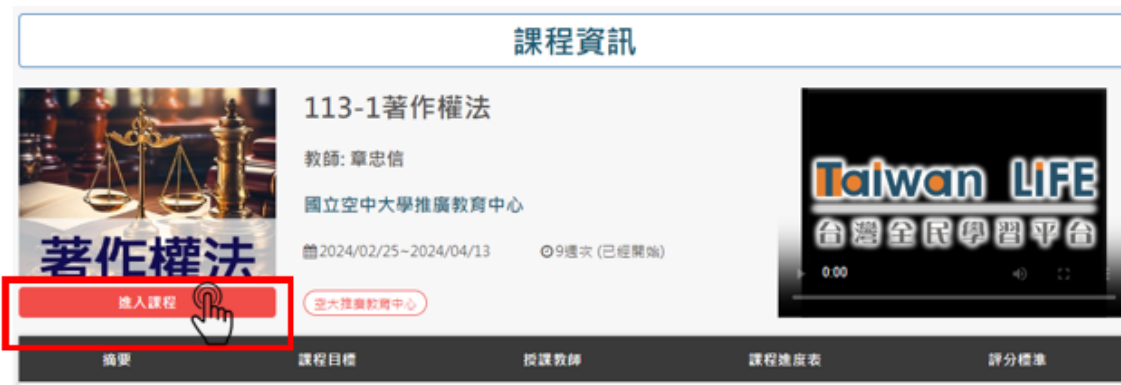 課程資訊
113-1著作權法
教師: 章忠信
國立空中大學推廣教育中心
2024/02/25~2024/04/13
9週次 (已經開始)
空大推廣教育中心
著作權法
進入課程
Taiwan LiFE
台灣全民學習平台
0:00
摘要
課程目標
授課教師
課程進度表
評分標準